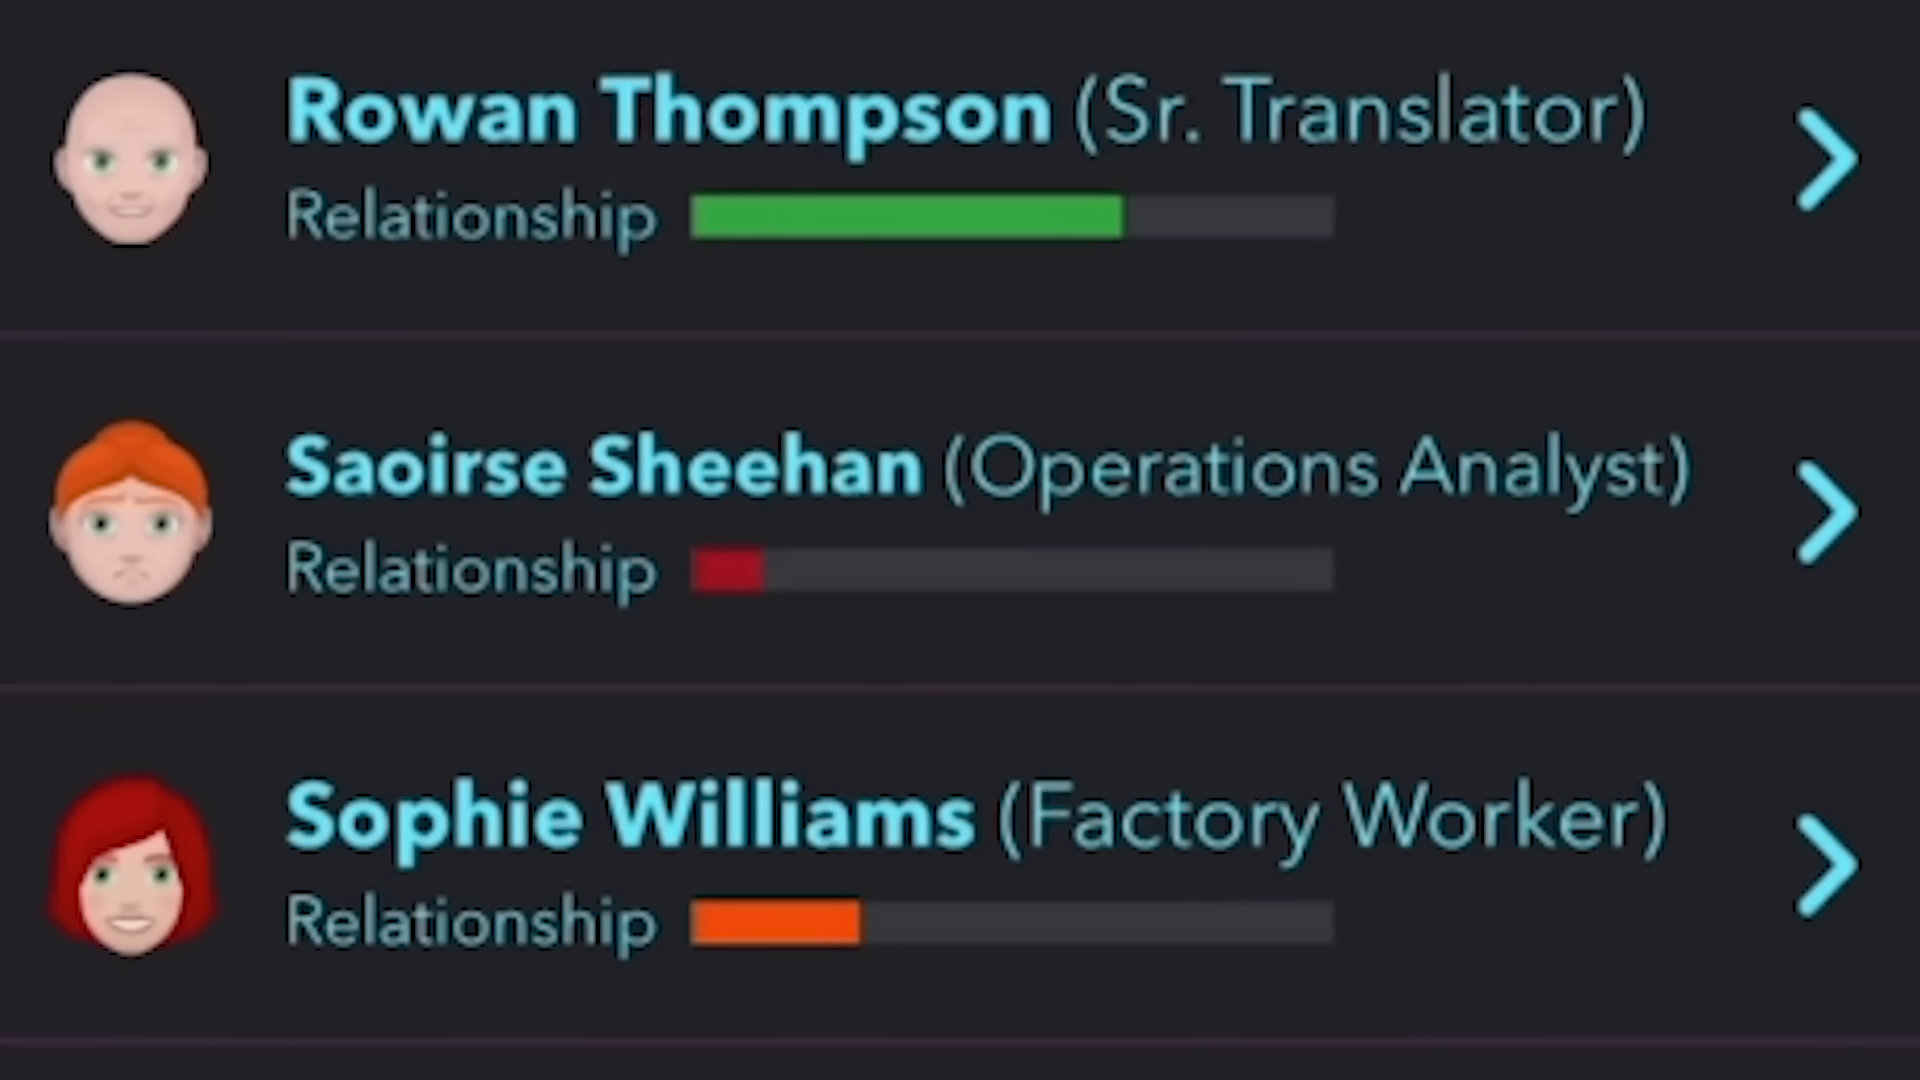 Rowan Thompson (Sr. Translator)
Relationship
Saoirse Sheehan (Operations Analyst)
Relationship
Sophie Williams (Factory Worker)
Relationship